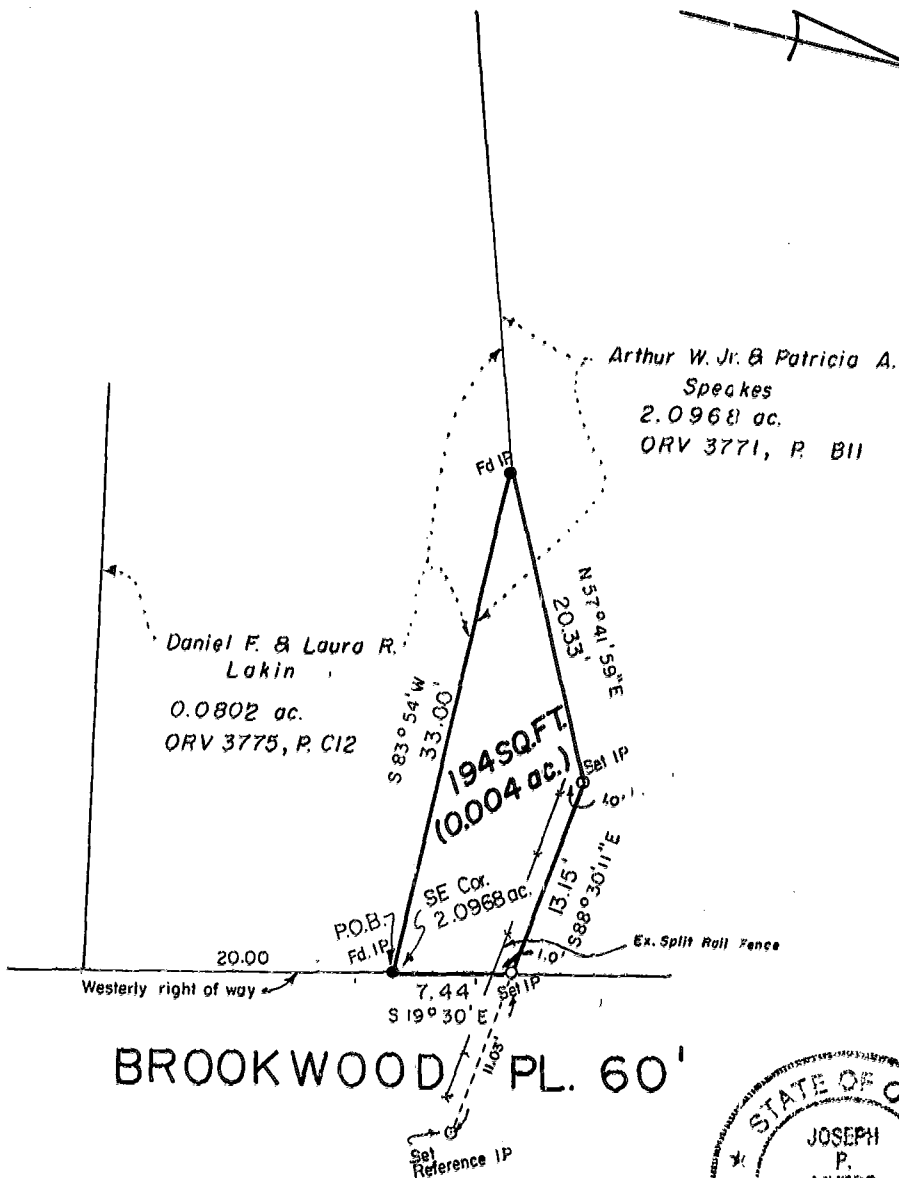 Arthur W. Jr. & Patricia A.
Speakes
2.0968 ac.
ORV 3771, P. B11
Fd IP
N 57° 41' 59" E
20.33'
Daniel F. & Laura R.
Lakin
0.0802 ac.
ORV 3775, P. C12
S 83° 54' W
33.00'
194 SQ. FT.
(0.004 ac.)
Set IP
1.0'
13.15'
S 88° 30' 11" E
SE Cor.
2.0968 ac.
P.O.B.
Fd. IP
Ex. Split Rail Fence
1.0'
20.00
Westerly right of way
7.44'
S 19° 30' E
Set IP
11.03'
BROOKWOOD PL. 60'
Set
Reference IP
STATE OF O
JOSEPH
P.